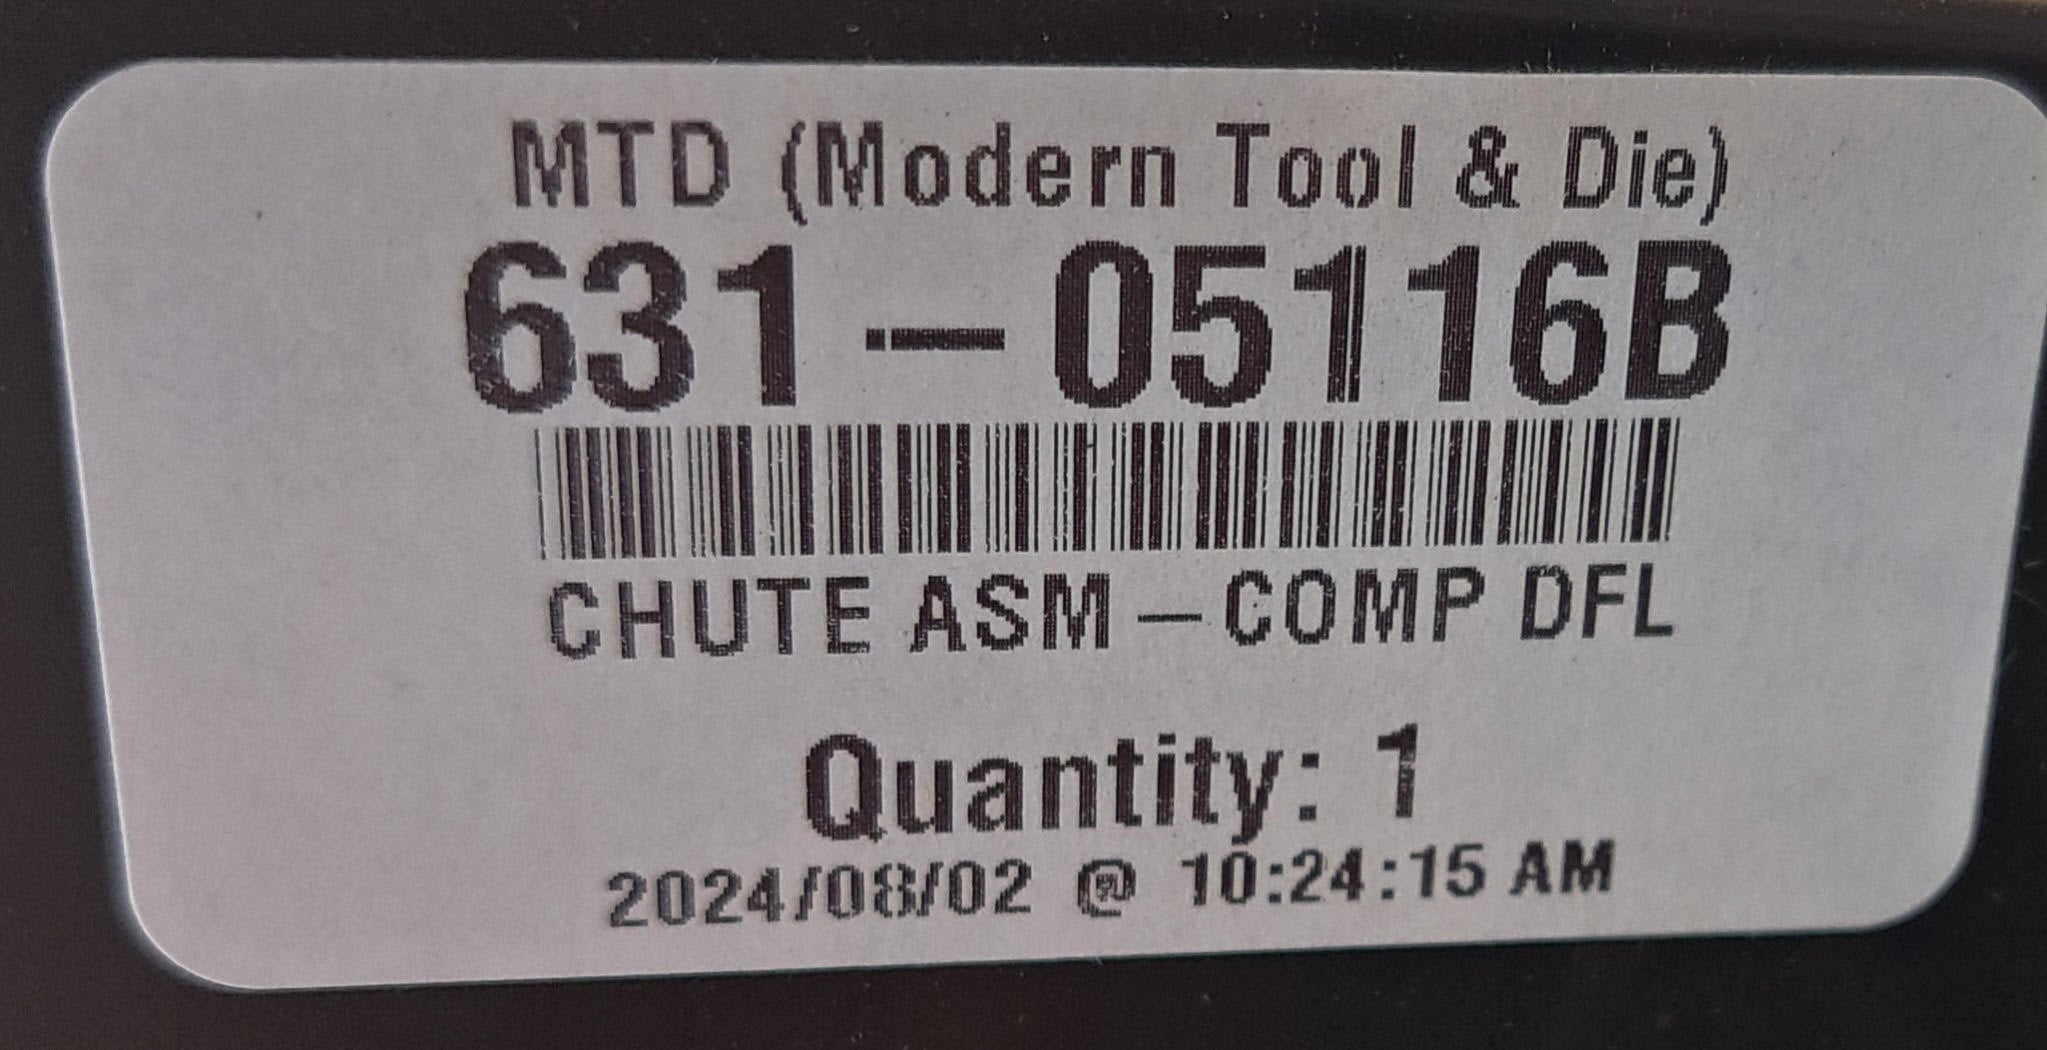 MTD (Modern Tool & Die)
631-05116B
CHUTE ASM-COMP DFL
Quantity: 1
2024/08/02 @ 10:24:15 AM